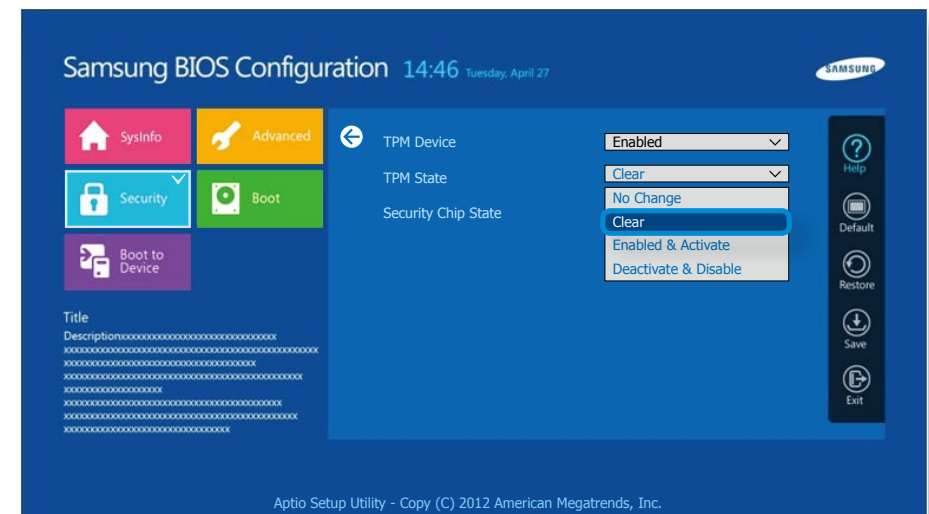 Samsung BIOS Configuration 14:46 Tuesday, April 27
SAMSUNG
SysInfo
Advanced
Security
Boot
Boot to
Device
Title
Descriptionxxxxxxxxxxxxxxxxxxxxxxxxxxxxxxx
xxxxxxxxxxxxxxxxxxxxxxxxxxxxxxxxxxxxxxxxxxxxxxxxxxx
xxxxxxxxxxxxxxxxxxxxxxxxxxxxxxxxxxxxxx
xxxxxxxxxxxxxxxxxxxxxxxxxxxxxxxxxxxxxxxxxxxxxxxx
xxxxxxxxxxxxxxxxxxxx
xxxxxxxxxxxxxxxxxxxxxxxxxxxxxxxxxxxxxxxxxxxx
xxxxxxxxxxxxxxxxxxxxxxxxxxxxxxxxxxxxxxxxxxxxxxx
xxxxxxxxxxxxxxxxxxxxxxxxxxxxxxxxx
TPM Device
Enabled
TPM State
Clear
Security Chip State
No Change
Clear
Enabled & Activate
Deactivate & Disable
Help
Default
Restore
Save
Exit
Aptio Setup Utility - Copy (C) 2012 American Megatrends, Inc.